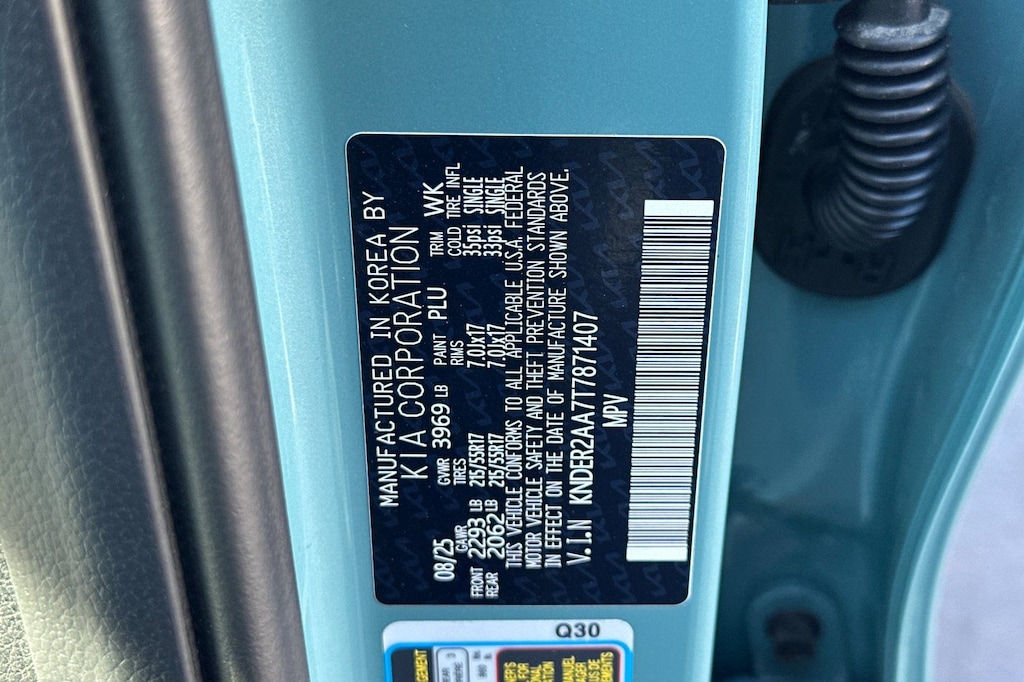 MANUFACTURED IN KOREA BY
KIA CORPORATION
08/25 GVWR 3969 LB PAINT PLU TRIM WK
GAWR TIRES RIMS COLD TIRE INFL
FRONT 2293 LB 215/55R17 7.0Jx17 35psi SINGLE
REAR 2062 LB 215/55R17 7.0Jx17 33psi SINGLE
THIS VEHICLE CONFORMS TO ALL APPLICABLE U.S.A. FEDERAL
MOTOR VEHICLE SAFETY AND THEFT PREVENTION STANDARDS
IN EFFECT ON THE DATE OF MANUFACTURE SHOWN ABOVE.
V.I.N KNDER2AA7T7871407
MPV
Q30